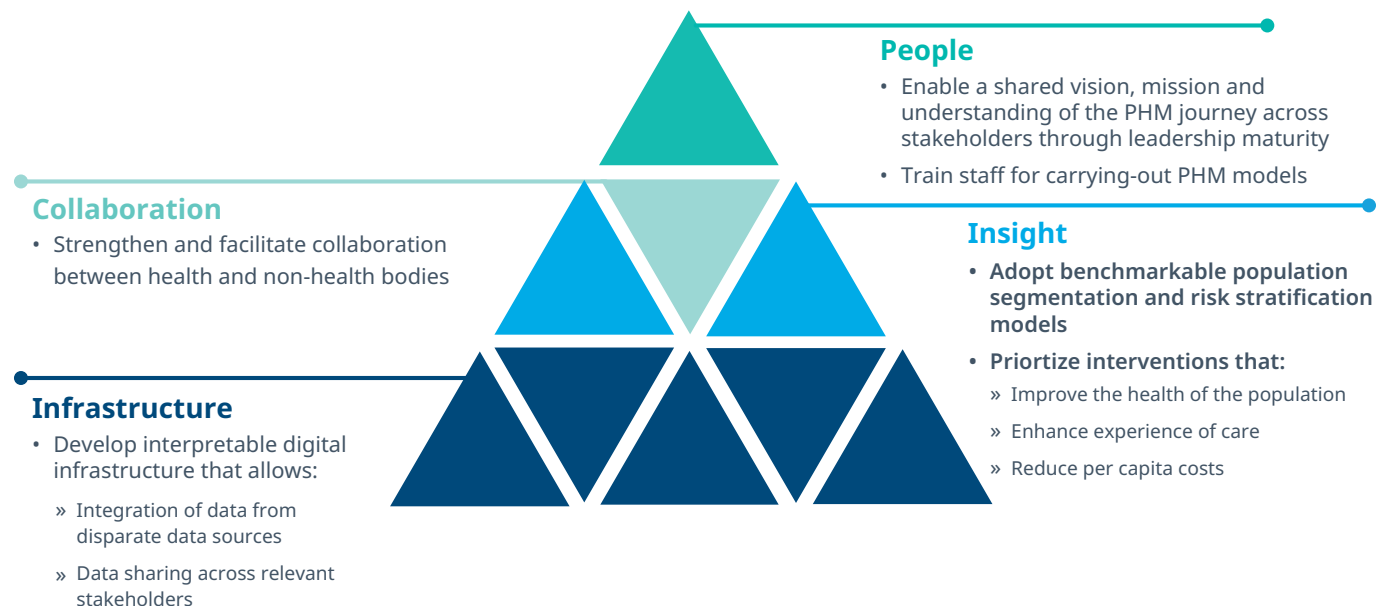 People
• Enable a shared vision, mission and
understanding of the PHM journey across
stakeholders through leadership maturity
• Train staff for carrying-out PHM models
Collaboration
• Strengthen and facilitate collaboration
between health and non-health bodies
Insight
• Adopt benchmarkable population
segmentation and risk stratification
models
• Priortize interventions that:
» Improve the health of the population
» Enhance experience of care
» Reduce per capita costs
Infrastructure
• Develop interpretable digital
infrastructure that allows:
» Integration of data from
disparate data sources
» Data sharing across relevant
stakeholders